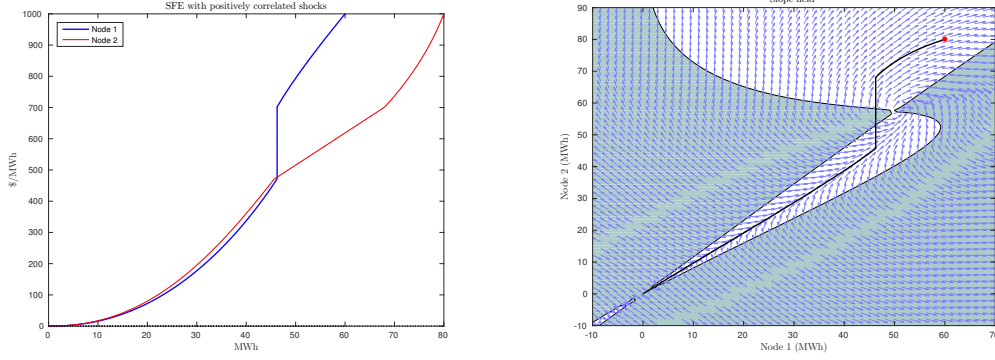 SFE with positively correlated shocks
Node 1
Node 2
1000
900
800
700
600
500
400
300
200
100
0
0 10 20 30 40 50 60 70 80
MWh
$/MWh
Slope field
90
80
70
60
50
40
30
20
10
0
-10
-10 0 10 20 30 40 50 60 70
Node 1 (MWh)
Node 2 (MWh)